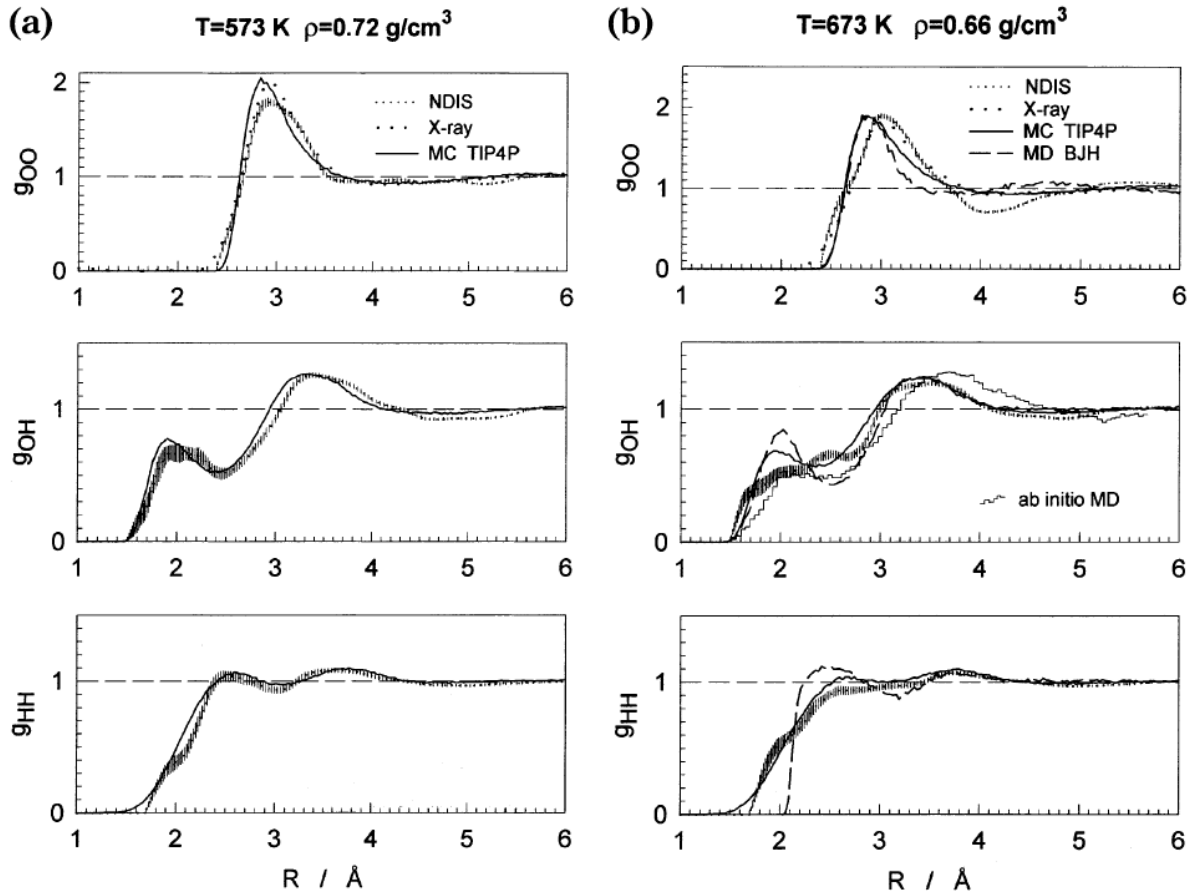 (a) T=573 K ρ=0.72 g/cm³
2
1
0
gOO
NDIS
X-ray
MC TIP4P
1 2 3 4 5 6
1
0
gOH
1 2 3 4 5 6
1
0
gHH
1 2 3 4 5 6
R / Å
(b) T=673 K ρ=0.66 g/cm³
2
1
0
gOO
NDIS
X-ray
MC TIP4P
MD BJH
1 2 3 4 5 6
1
0
gOH
ab initio MD
1 2 3 4 5 6
1
0
gHH
1 2 3 4 5 6
R / Å